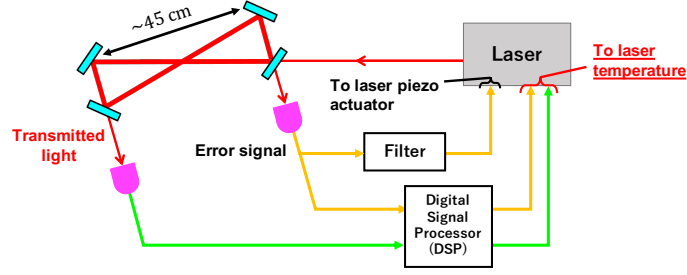 ~45 cm
Laser
To laser
temperature
To laser piezo
actuator
Transmitted
light
Error signal
Filter
Digital
Signal
Processor
(DSP)